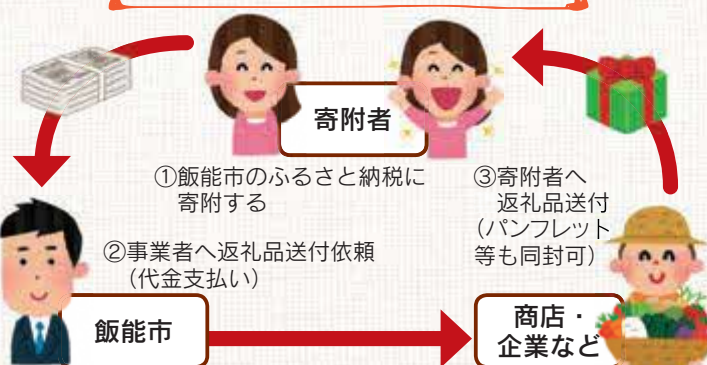 寄附者
①飯能市のふるさと納税に
寄附する
③寄附者へ
返礼品送付
（パンフレット
等も同封可）
②事業者へ返礼品送付依頼
（代金支払い）
飯能市
商店・
企業など